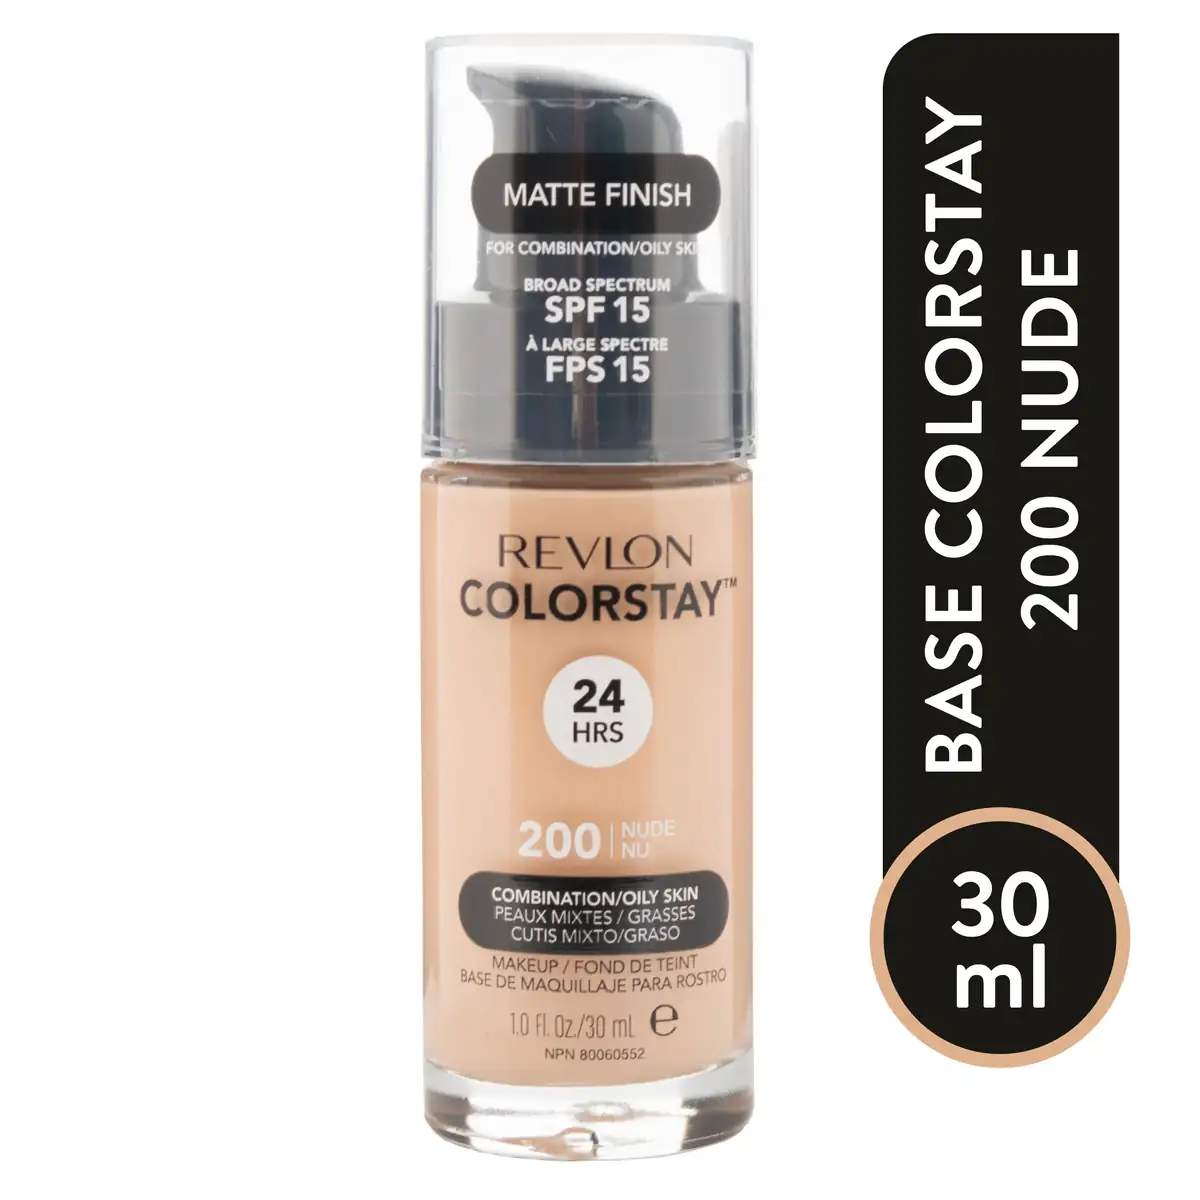 MATTE FINISH
FOR COMBINATION/OILY SKI
BROAD SPECTRUM
SPF 15
À LARGE SPECTRE
FPS 15
REVLON
COLORSTAY™
24
HRS
200 | NUDE
NU
COMBINATION/OILY SKIN
PEAUX MIXTES / GRASSES
CUTIS MIXTO/GRASO
MAKEUP / FOND DE TEINT
BASE DE MAQUILLAJE PARA ROSTRO
1.0 Fl. Oz./30 mL ℮
NPN 80060552
BASE COLORSTAY
200 NUDE
30
ml